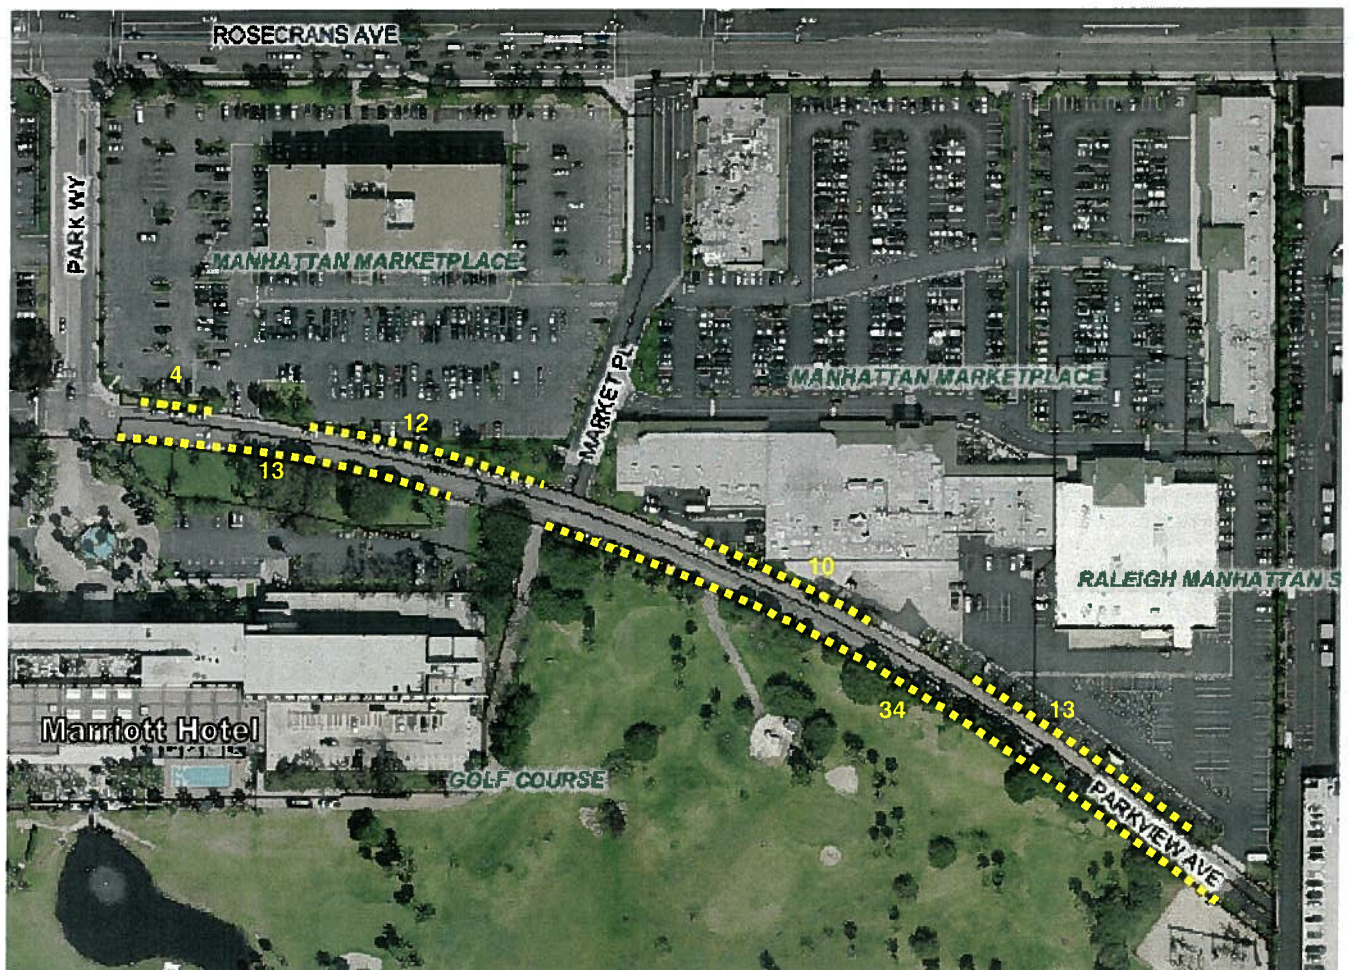 ROSECRANS AVE
PARK WY
MANHATTAN MARKETPLACE
MARKET PL
MANHATTAN MARKETPLACE
4
12
13
10
RALEIGH MANHATTAN S
34
13
Marriott Hotel
GOLF COURSE
PARKVIEW AVE